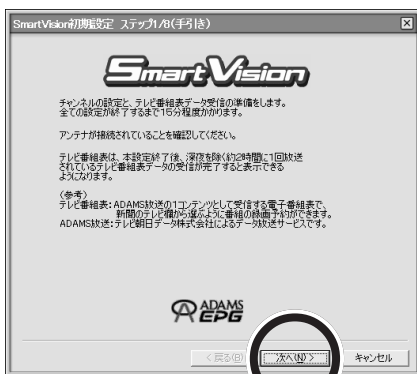 SmartVision初期設定 ステップ1/8(手引き)
SmartVision
チャンネルの設定と、テレビ番組表データ受信の準備をします。
全ての設定が終了するまで15分程度かかります。
アンテナが接続されていることを確認してください。
テレビ番組表は、本設定終了後、深夜を除く約2時間に1回放送
されているテレビ番組表データの受信が完了すると表示できる
ようになります。
(参考)
テレビ番組表:ADAMS放送の1コンテンツとして受信する電子番組表で、
新聞のテレビ欄から選ぶように番組の録画予約ができます。
ADAMS放送:テレビ朝日データ株式会社によるデータ放送サービスです。
ADAMS
EPG
< 戻る(B)
次へ(N) >
キャンセル